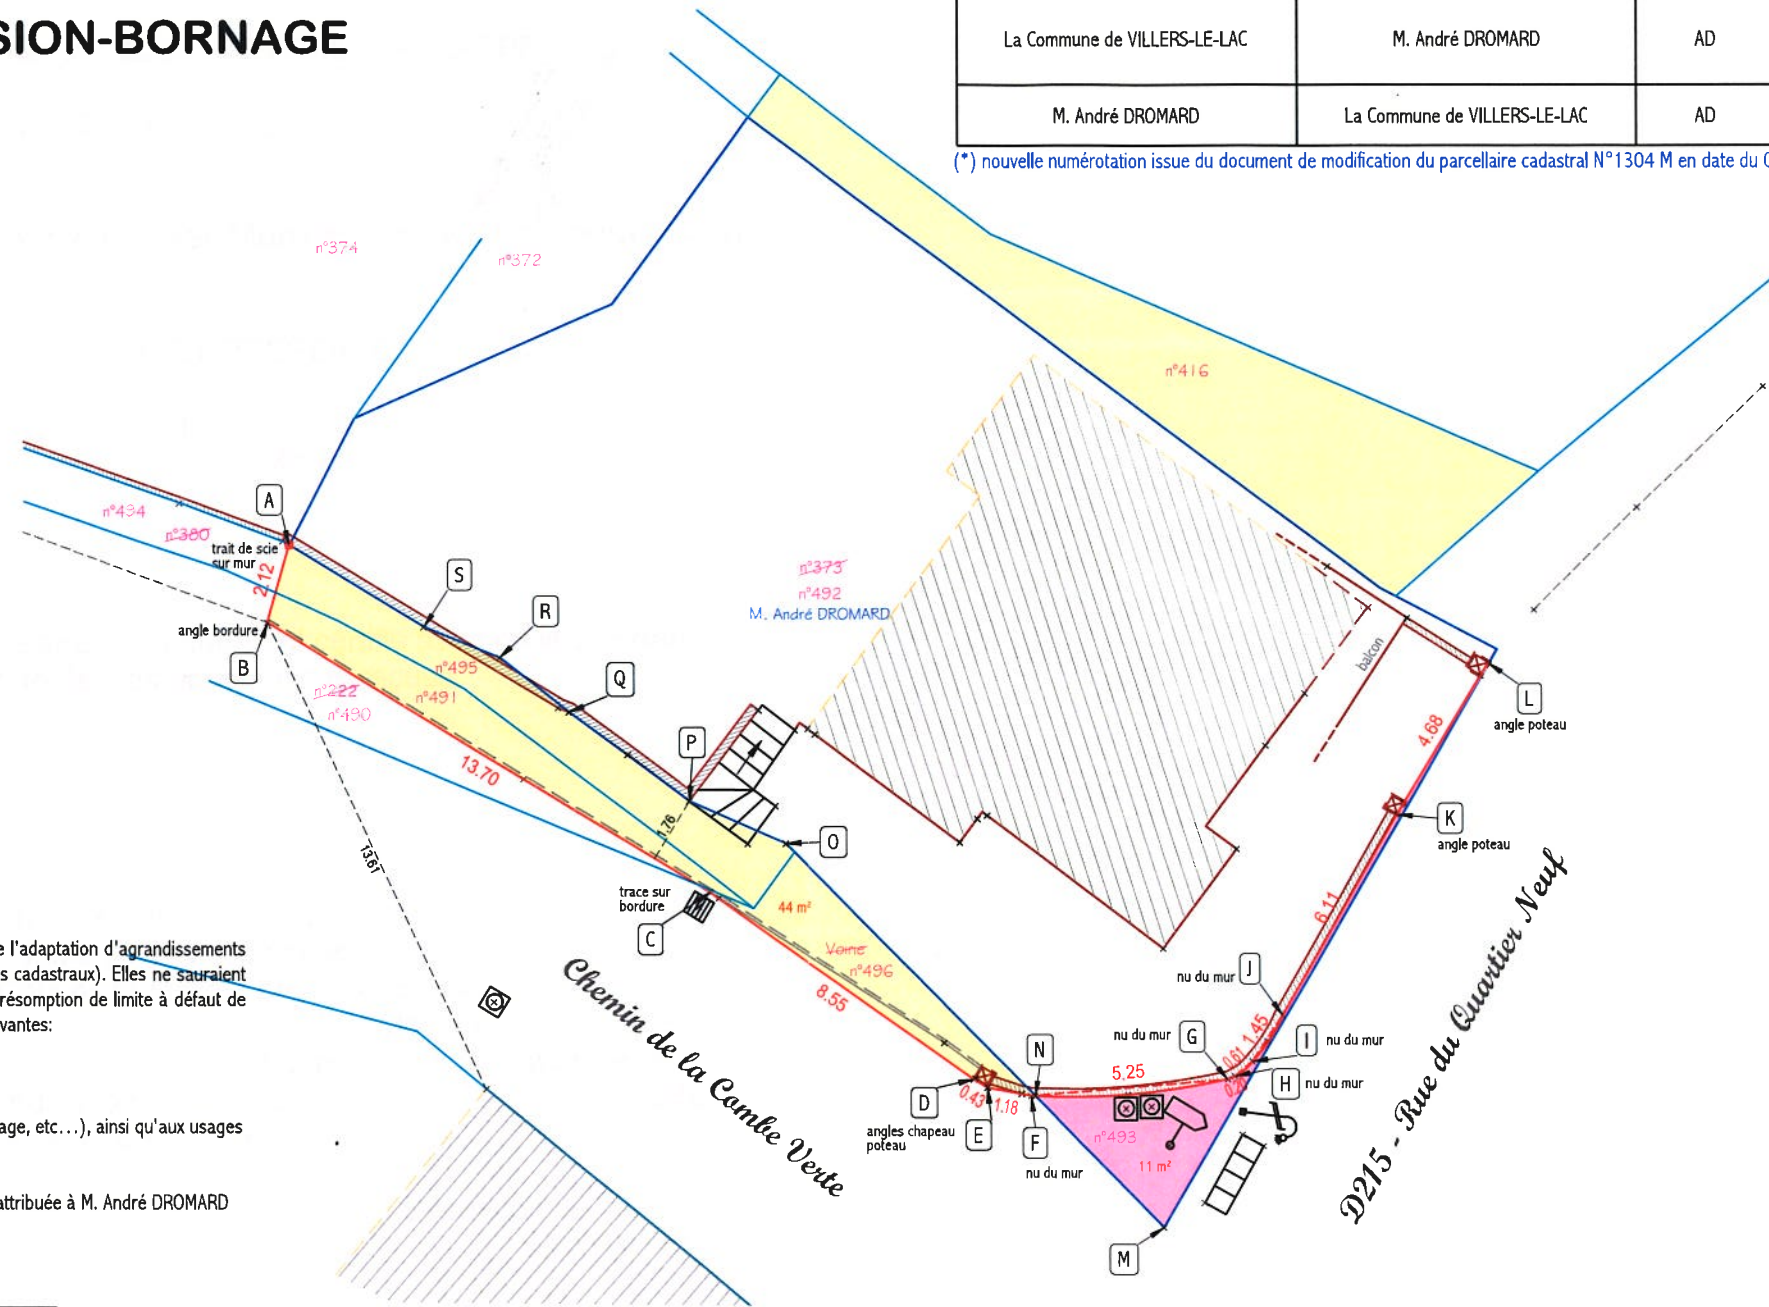 SION-BORNAGE
La Commune de VILLERS-LE-LAC
M. André DROMARD
AD
M. André DROMARD
La Commune de VILLERS-LE-LAC
AD
(*) nouvelle numérotation issue du document de modification du parcellaire cadastral N°1304 M en date du 0
n°374
n°372
n°416
A
n°494
n°380
trait de scie
sur mur
2.12
S
R
n°373
n°492
M. André DROMARD
angle bordure
B
n°495
n°491
Q
n°222
n°490
balcon
L
angle poteau
4.68
P
13.70
1.76
O
K
angle poteau
13.61
trace sur
bordure
C
44 m²
6.11
Voirie
n°496
8.55
e l'adaptation d'agrandissements
s cadastraux). Elles ne sauraient
résomption de limite à défaut de
vantes:
Chemin de la Combe Verte
D215 - Rue du Quartier Neuf
nu du mur
J
1.45
0.61
nu du mur
G
I
nu du mur
N
5.25
H
nu du mur
D
0.43
1.18
angles chapeau
poteau
E
F
nu du mur
n°493
11 m²
age, etc...), ainsi qu'aux usages
attribuée à M. André DROMARD
M